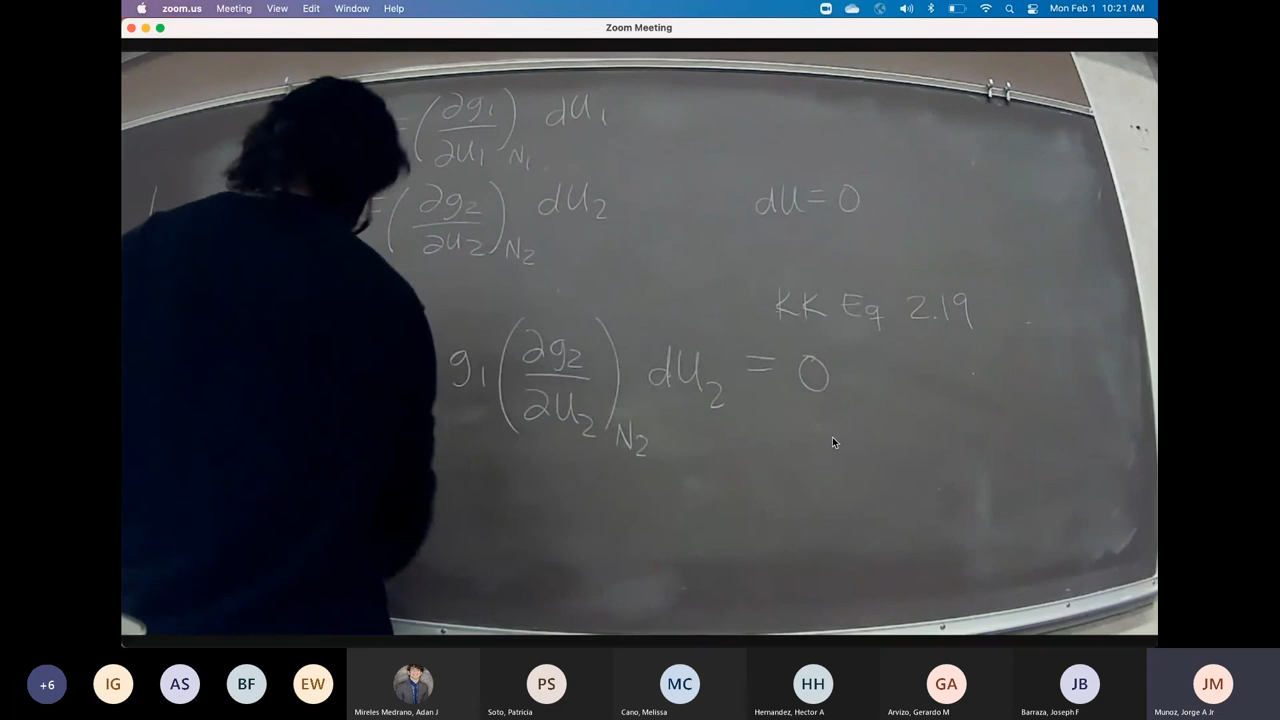 zoom.us Meeting View Edit Window Help Mon Feb 1 10:21 AM
Zoom Meeting
= (∂g₁/∂U₁)_N₁ dU₁
= (∂g₂/∂U₂)_N₂ dU₂
dU = 0
KK Eq 2.19
g₁ (∂g₂/∂U₂)_N₂ dU₂ = 0
+6
IG
AS
BF
EW
Mireles Medrano, Adan J
PS
Soto, Patricia
MC
Cano, Melissa
HH
Hernandez, Hector A
GA
Arvizo, Gerardo M
JB
Barraza, Joseph F
JM
Munoz, Jorge A Jr